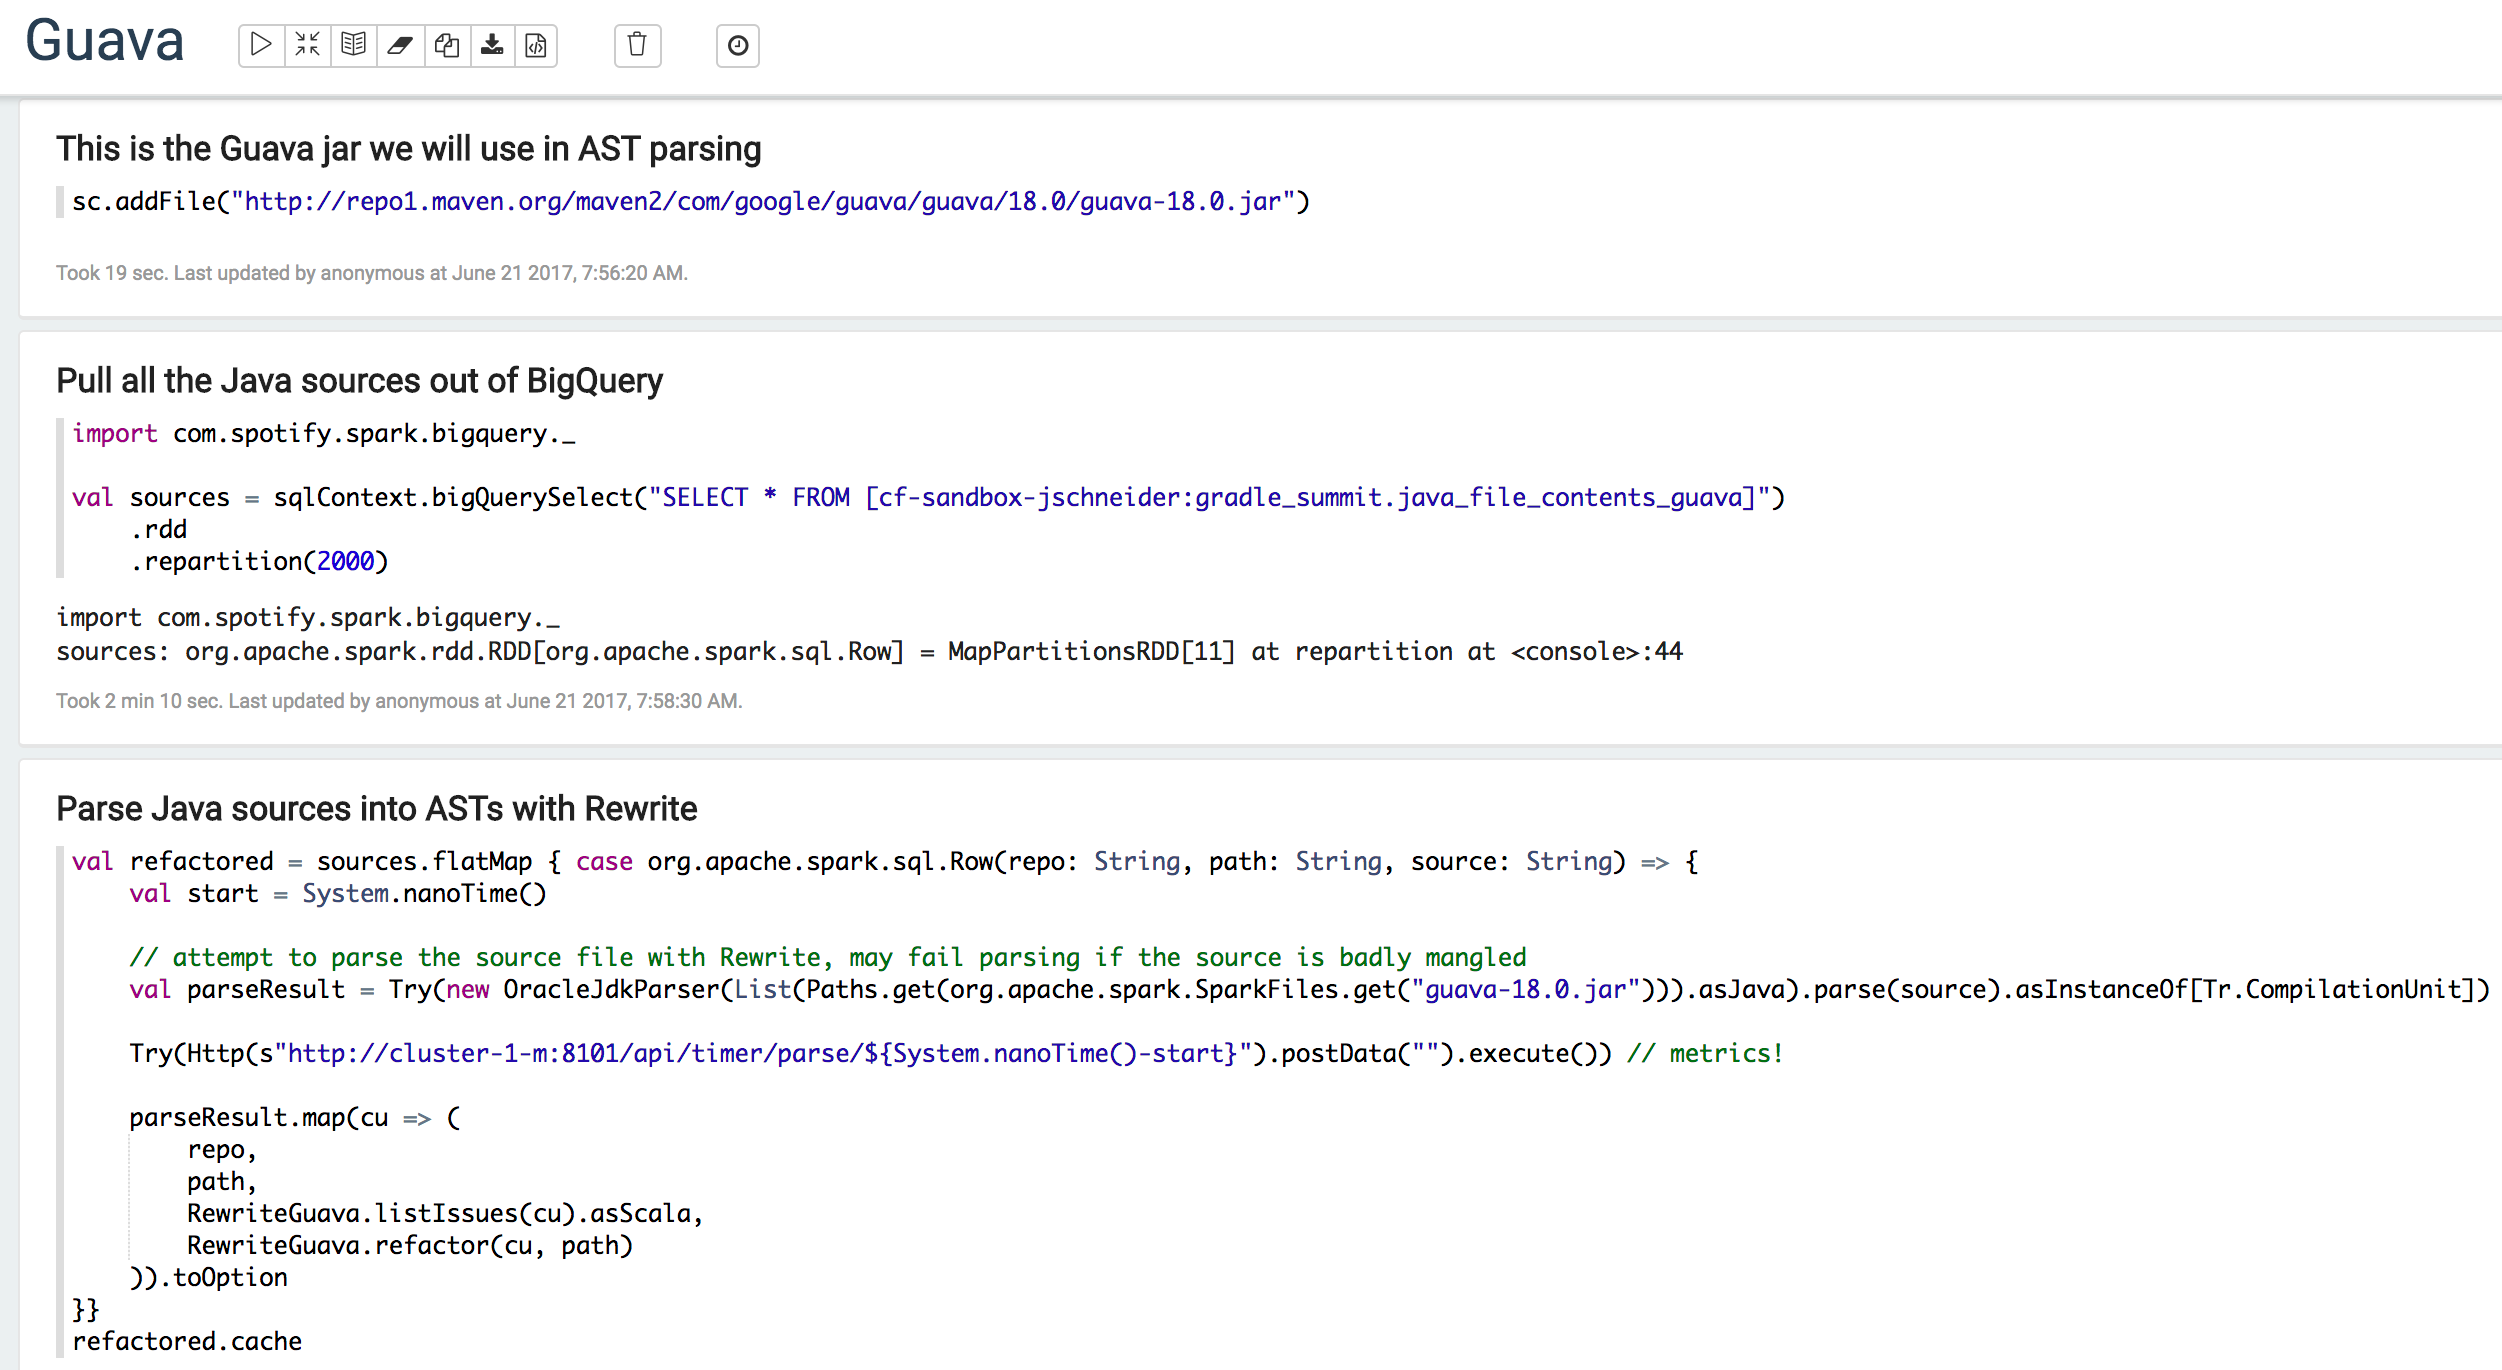 Guava
This is the Guava jar we will use in AST parsing
sc.addFile("http://repo1.maven.org/maven2/com/google/guava/guava/18.0/guava-18.0.jar")
Took 19 sec. Last updated by anonymous at June 21 2017, 7:56:20 AM.
Pull all the Java sources out of BigQuery
import com.spotify.spark.bigquery._
val sources = sqlContext.bigQuerySelect("SELECT * FROM [cf-sandbox-jschneider:gradle_summit.java_file_contents_guava]")
.rdd
.repartition(2000)
import com.spotify.spark.bigquery._
sources: org.apache.spark.rdd.RDD[org.apache.spark.sql.Row] = MapPartitionsRDD[11] at repartition at <console>:44
Took 2 min 10 sec. Last updated by anonymous at June 21 2017, 7:58:30 AM.
Parse Java sources into ASTs with Rewrite
val refactored = sources.flatMap { case org.apache.spark.sql.Row(repo: String, path: String, source: String) => {
val start = System.nanoTime()
// attempt to parse the source file with Rewrite, may fail parsing if the source is badly mangled
val parseResult = Try(new OracleJdkParser(List(Paths.get(org.apache.spark.SparkFiles.get("guava-18.0.jar"))).asJava).parse(source).asInstanceOf[Tr.CompilationUnit])
Try(Http(s"http://cluster-1-m:8101/api/timer/parse/${System.nanoTime()-start}").postData("").execute()) // metrics!
parseResult.map(cu => (
repo,
path,
RewriteGuava.listIssues(cu).asScala,
RewriteGuava.refactor(cu, path)
)).toOption
}}
refactored.cache